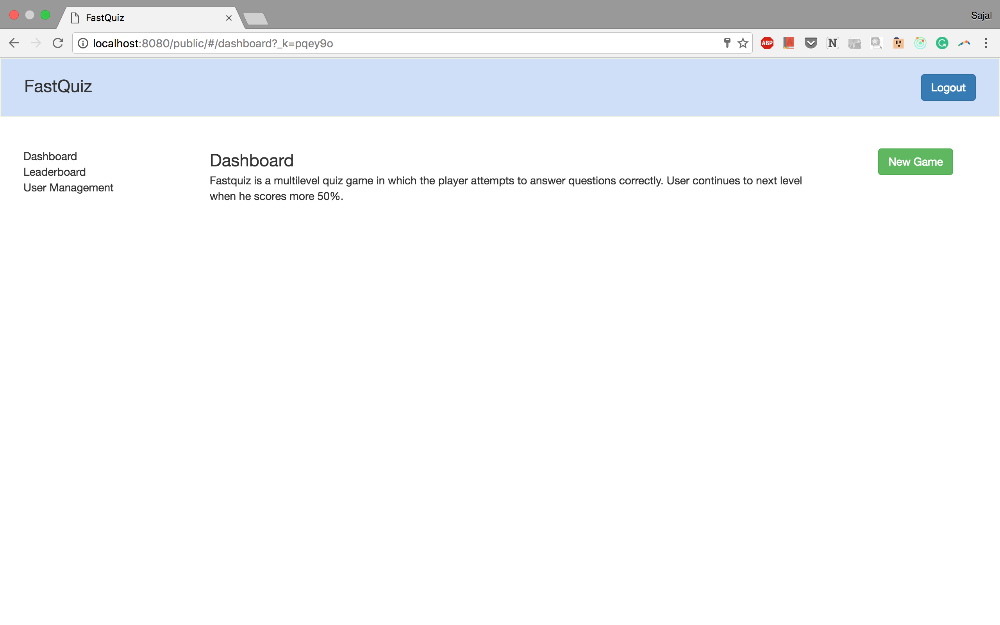 FastQuiz
Sajal
localhost:8080/public/#/dashboard?_k=pqey9o
ABP
A
N
G
FastQuiz
Logout
Dashboard
Leaderboard
User Management
Dashboard
New Game
Fastquiz is a multilevel quiz game in which the player attempts to answer questions correctly. User continues to next level
when he scores more 50%.